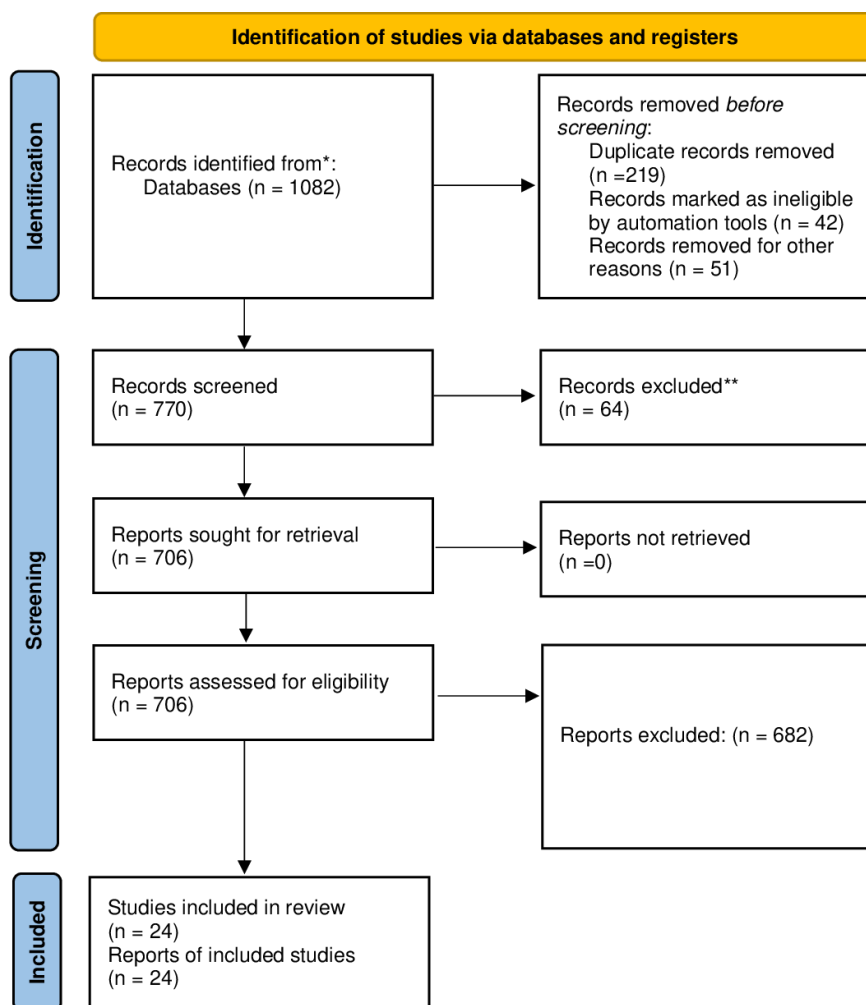 Identification of studies via databases and registers
Identification
Records identified from*:
Databases (n = 1082)
Records removed before
screening:
Duplicate records removed
(n =219)
Records marked as ineligible
by automation tools (n = 42)
Records removed for other
reasons (n = 51)
Screening
Records screened
(n = 770)
Records excluded**
(n = 64)
Reports sought for retrieval
(n = 706)
Reports not retrieved
(n =0)
Reports assessed for eligibility
(n = 706)
Reports excluded: (n = 682)
Included
Studies included in review
(n = 24)
Reports of included studies
(n = 24)